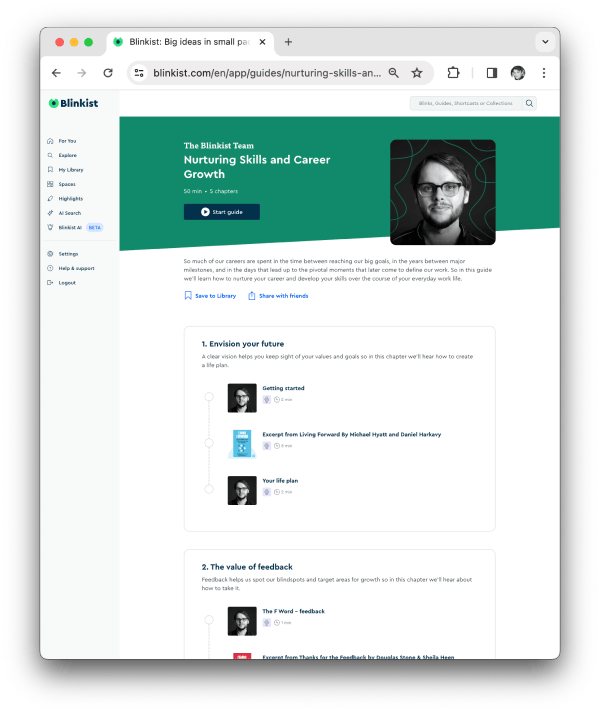 Blinkist: Big ideas in small pac
blinkist.com/en/app/guides/nurturing-skills-an...
Blinkist
Blinks, Guides, Shortcasts or Collections
For You
Explore
My Library
Spaces
Highlights
AI Search
Blinkist AI BETA
Settings
Help & support
Logout
The Blinkist Team
Nurturing Skills and Career
Growth
50 min • 5 chapters
Start guide
So much of our careers are spent in the time between reaching our big goals, in the years between major
milestones, and in the days that lead up to the pivotal moments that later come to define our work. So in this guide
we'll learn how to nurture your career and develop your skills over the course of your everyday work life.
Save to Library
Share with friends
1. Envision your future
A clear vision helps you keep sight of your values and goals so in this chapter we'll hear how to create
a life plan.
Getting started
min
Excerpt from Living Forward By Michael Hyatt and Daniel Harkavy
min
Your life plan
2 min
2. The value of feedback
Feedback helps us spot our blindspots and target areas for growth so in this chapter we'll hear about
how to take it.
The F Word – feedback
1 min
Excerpt from Thanks for the Feedback by Douglas Stone & Sheila Heen